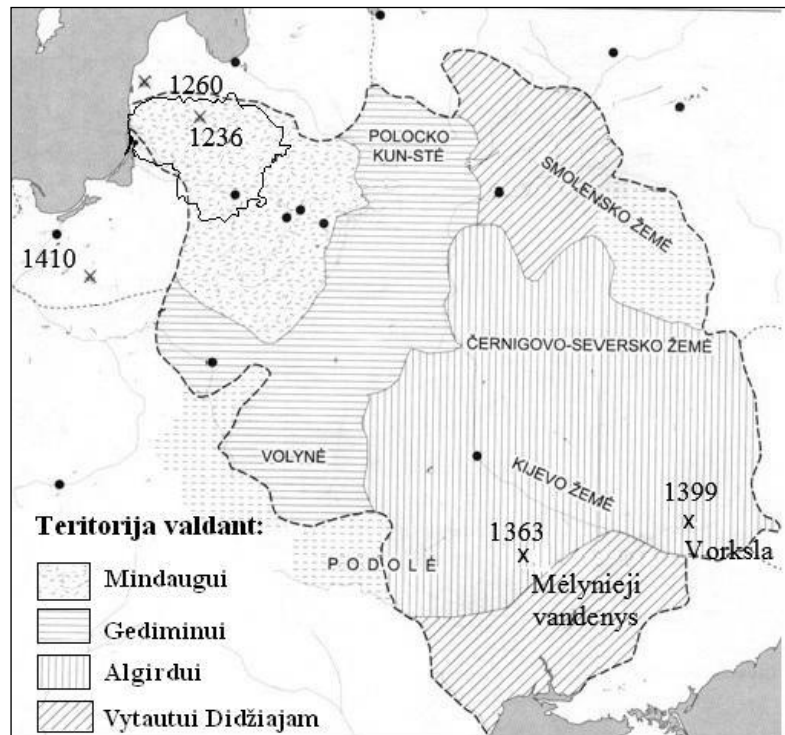 1260
1236
POLOCKO
KUN-STĖ
SMOLENSKO ŽEMĖ
1410
ČERNIGOVO-SEVERSKO ŽEMĖ
VOLYNĖ
KIJEVO ŽEMĖ
1399
Vorksla
1363
Mėlynieji
vandenys
PODOLĖ
Teritorija valdant:
Mindaugui
Gediminui
Algirdui
Vytautui Didžiajam